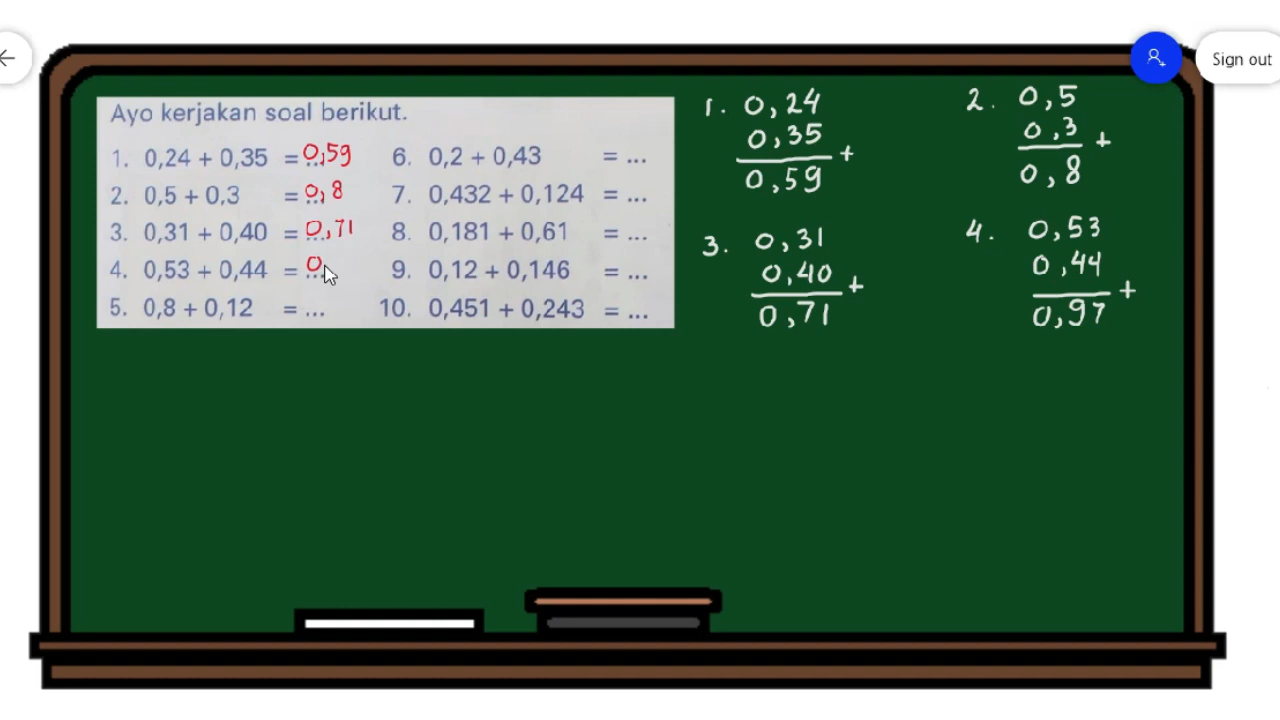 Sign out
Ayo kerjakan soal berikut.
1. 0,24 + 0,35 = 0,59
2. 0,5 + 0,3 = 0,8
3. 0,31 + 0,40 = 0,71
4. 0,53 + 0,44 = 0
5. 0,8 + 0,12 = ...
6. 0,2 + 0,43 = ...
7. 0,432 + 0,124 = ...
8. 0,181 + 0,61 = ...
9. 0,12 + 0,146 = ...
10. 0,451 + 0,243 = ...
1. 0,24
0,35 +
0,59
2. 0,5
0,3 +
0,8
3. 0,31
0,40 +
0,71
4. 0,53
0,44 +
0,97